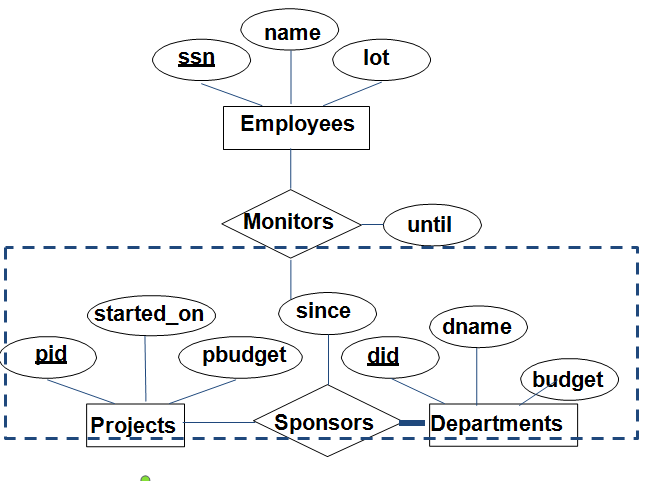 name
ssn
lot
Employees
Monitors
until
since
started_on
dname
pid
pbudget
did
budget
Projects
Sponsors
Departments